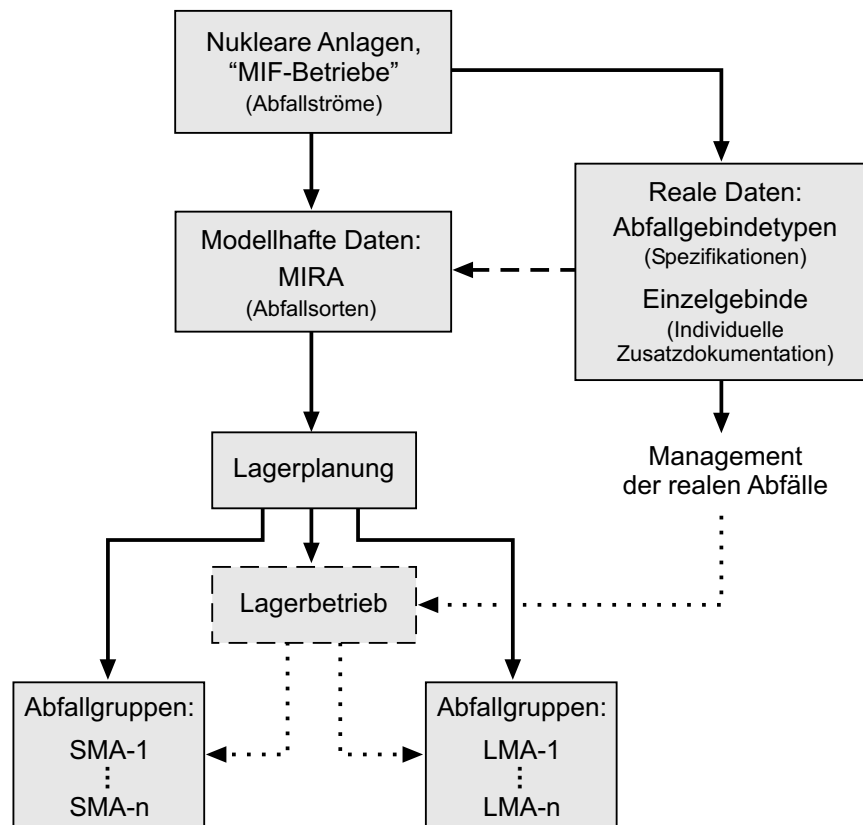 Nukleare Anlagen,
“MIF-Betriebe”
(Abfallströme)
Reale Daten:
Abfallgebindetypen
(Spezifikationen)
Einzelgebinde
(Individuelle
Zusatzdokumentation)
Modellhafte Daten:
MIRA
(Abfallsorten)
Lagerplanung
Management
der realen Abfälle
Lagerbetrieb
Abfallgruppen:
SMA-1
SMA-n
Abfallgruppen:
LMA-1
LMA-n